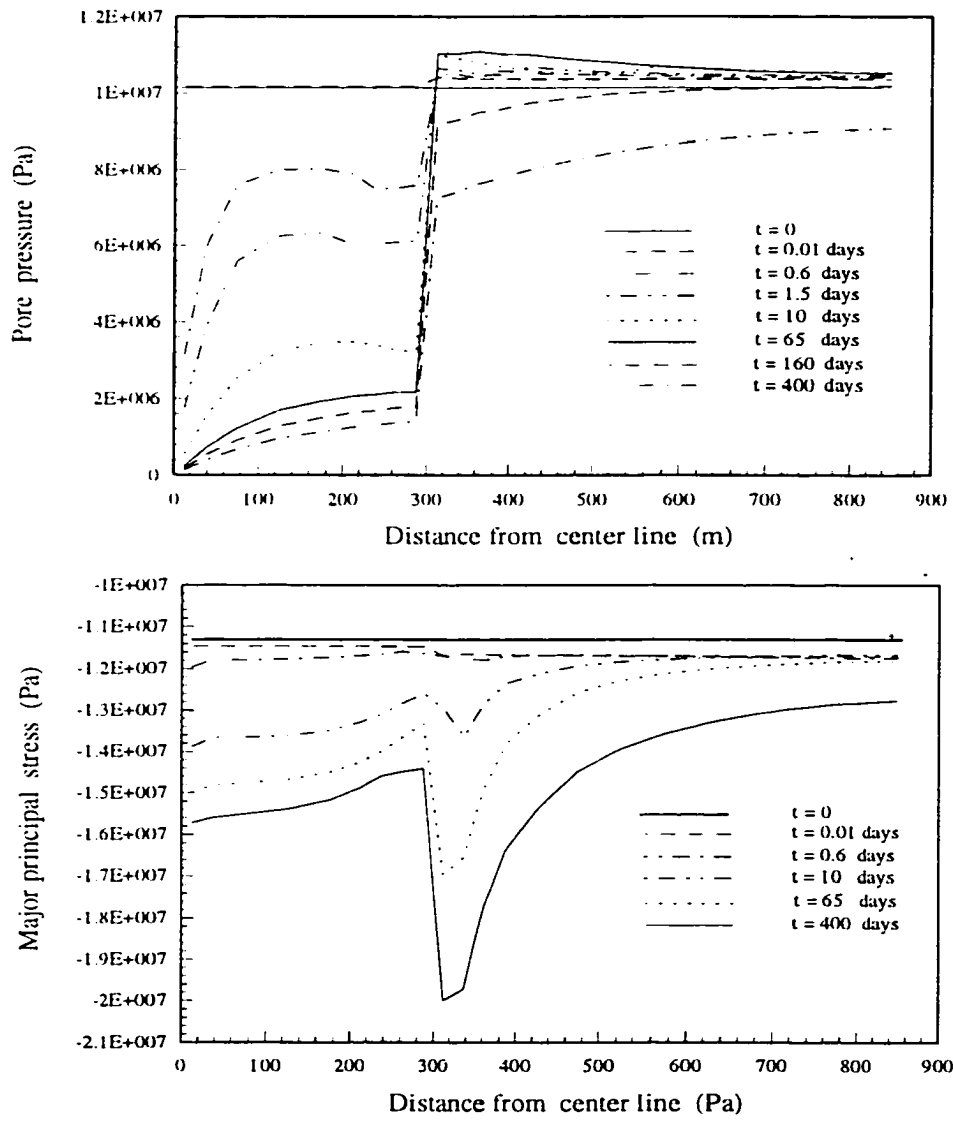 1.2E+007
1E+007
8E+006
6E+006
4E+006
2E+006
0
Pore pressure (Pa)
t = 0
t = 0.01 days
t = 0.6 days
t = 1.5 days
t = 10 days
t = 65 days
t = 160 days
t = 400 days
0 100 200 300 400 500 600 700 800 900
Distance from center line (m)
-1E+007
-1.1E+007
-1.2E+007
-1.3E+007
-1.4E+007
-1.5E+007
-1.6E+007
-1.7E+007
-1.8E+007
-1.9E+007
-2E+007
-2.1E+007
Major principal stress (Pa)
t = 0
t = 0.01 days
t = 0.6 days
t = 10 days
t = 65 days
t = 400 days
0 100 200 300 400 500 600 700 800 900
Distance from center line (Pa)